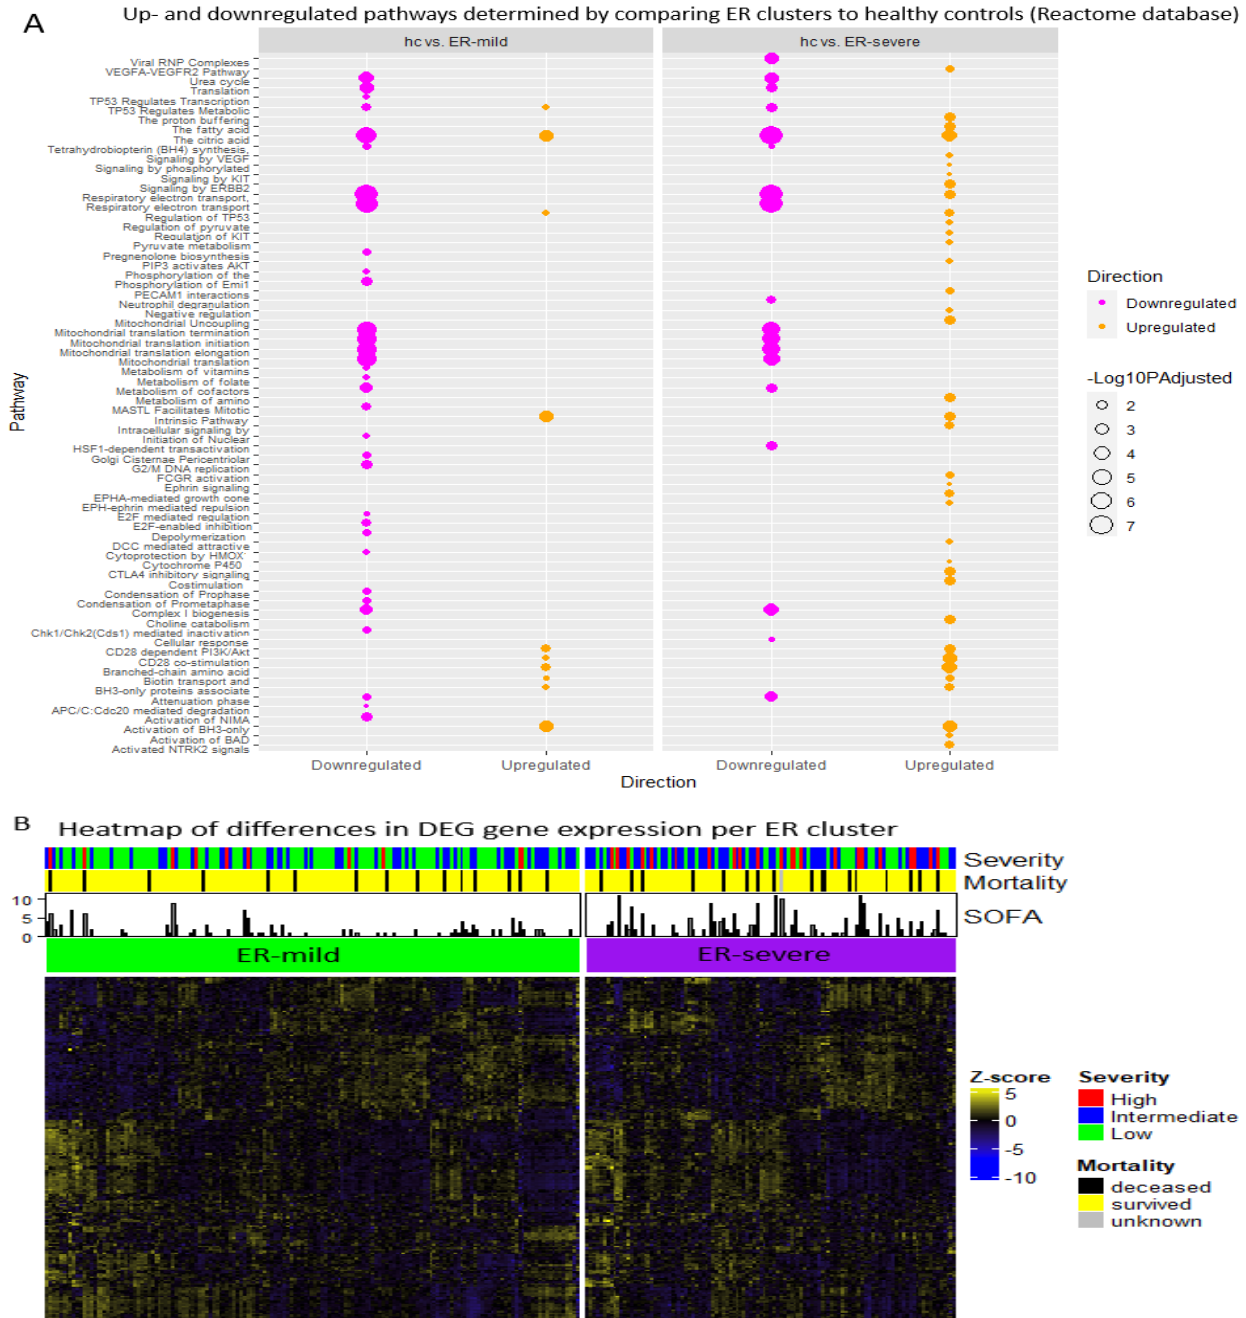 A
Up- and downregulated pathways determined by comparing ER clusters to healthy controls (Reactome database)
hc vs. ER-mild
hc vs. ER-severe
Viral RNP Complexes
VEGFA-VEGFR2 Pathway
Urea cycle
Translation
TP53 Regulates Transcription
TP53 Regulates Metabolic
The proton buffering
The fatty acid
The citric acid
Tetrahydrobiopterin (BH4) synthesis,
Signaling by VEGF
Signaling by phosphorylated
Signaling by KIT
Signaling by ERBB2
Respiratory electron transport,
Respiratory electron transport
Regulation of TP53
Regulation of pyruvate
Regulation of KIT
Pyruvate metabolism
Pregnenolone biosynthesis
PIP3 activates AKT
Phosphorylation of the
Phosphorylation of Emi1
PECAM1 interactions
Neutrophil degranulation
Negative regulation
Mitochondrial Uncoupling
Mitochondrial translation termination
Mitochondrial translation initiation
Mitochondrial translation elongation
Mitochondrial translation
Metabolism of vitamins
Metabolism of folate
Metabolism of cofactors
Metabolism of amino
MASTL Facilitates Mitotic
Intrinsic Pathway
Intracellular signaling by
Initiation of Nuclear
HSF1-dependent transactivation
Golgi Cisternae Pericentriolar
G2/M DNA replication
FCGR activation
Ephrin signaling
EPHA-mediated growth cone
EPH-ephrin mediated repulsion
E2F mediated regulation
E2F-enabled inhibition
Depolymerization
DCC mediated attractive
Cytoprotection by HMOX
Cytochrome P450
CTLA4 inhibitory signaling
Costimulation
Condensation of Prophase
Condensation of Prometaphase
Complex I biogenesis
Choline catabolism
Chk1/Chk2(Cds1) mediated inactivation
Cellular response
CD28 dependent PI3K/Akt
CD28 co-stimulation
Branched-chain amino acid
Biotin transport and
BH3-only proteins associate
Attenuation phase
APC/C:Cdc20 mediated degradation
Activation of NIMA
Activation of BH3-only
Activation of BAD
Activated NTRK2 signals
Pathway
Downregulated
Upregulated
Downregulated
Upregulated
Direction
Direction
Downregulated
Upregulated
-Log10PAdjusted
2
3
4
5
6
7
B
Heatmap of differences in DEG gene expression per ER cluster
Severity
Mortality
10
5
0
SOFA
ER-mild
ER-severe
Z-score
5
0
-5
-10
Severity
High
Intermediate
Low
Mortality
deceased
survived
unknown